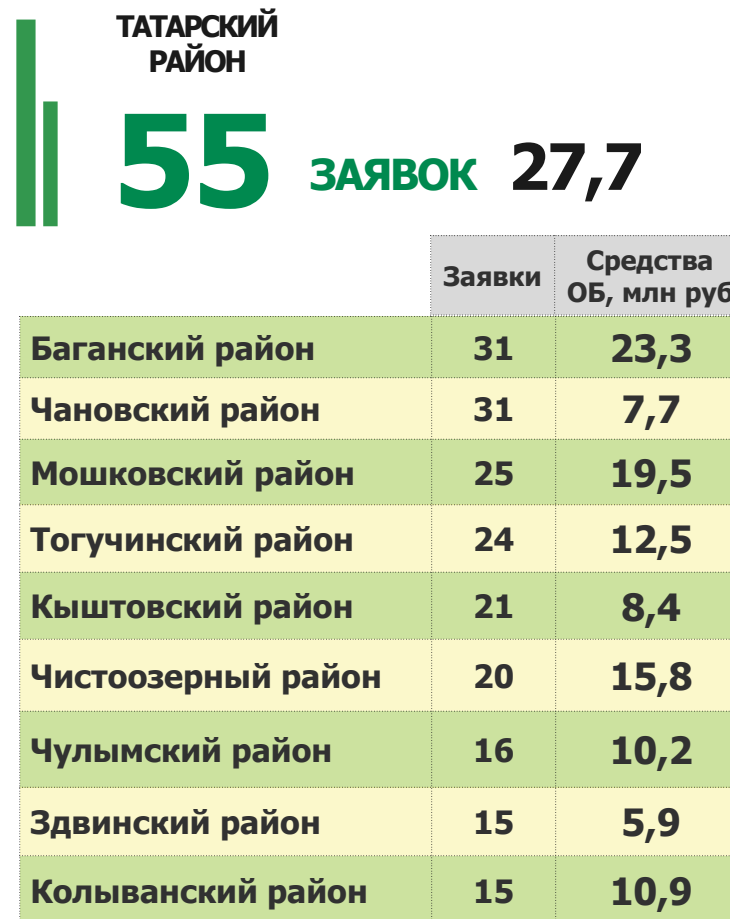 ТАТАРСКИЙ
РАЙОН
55 ЗАЯВОК 27,7
Заявки Средства
ОБ, млн руб
Баганский район 31 23,3
Чановский район 31 7,7
Мошковский район 25 19,5
Тогучинский район 24 12,5
Кыштовский район 21 8,4
Чистоозерный район 20 15,8
Чулымский район 16 10,2
Здвинский район 15 5,9
Колыванский район 15 10,9